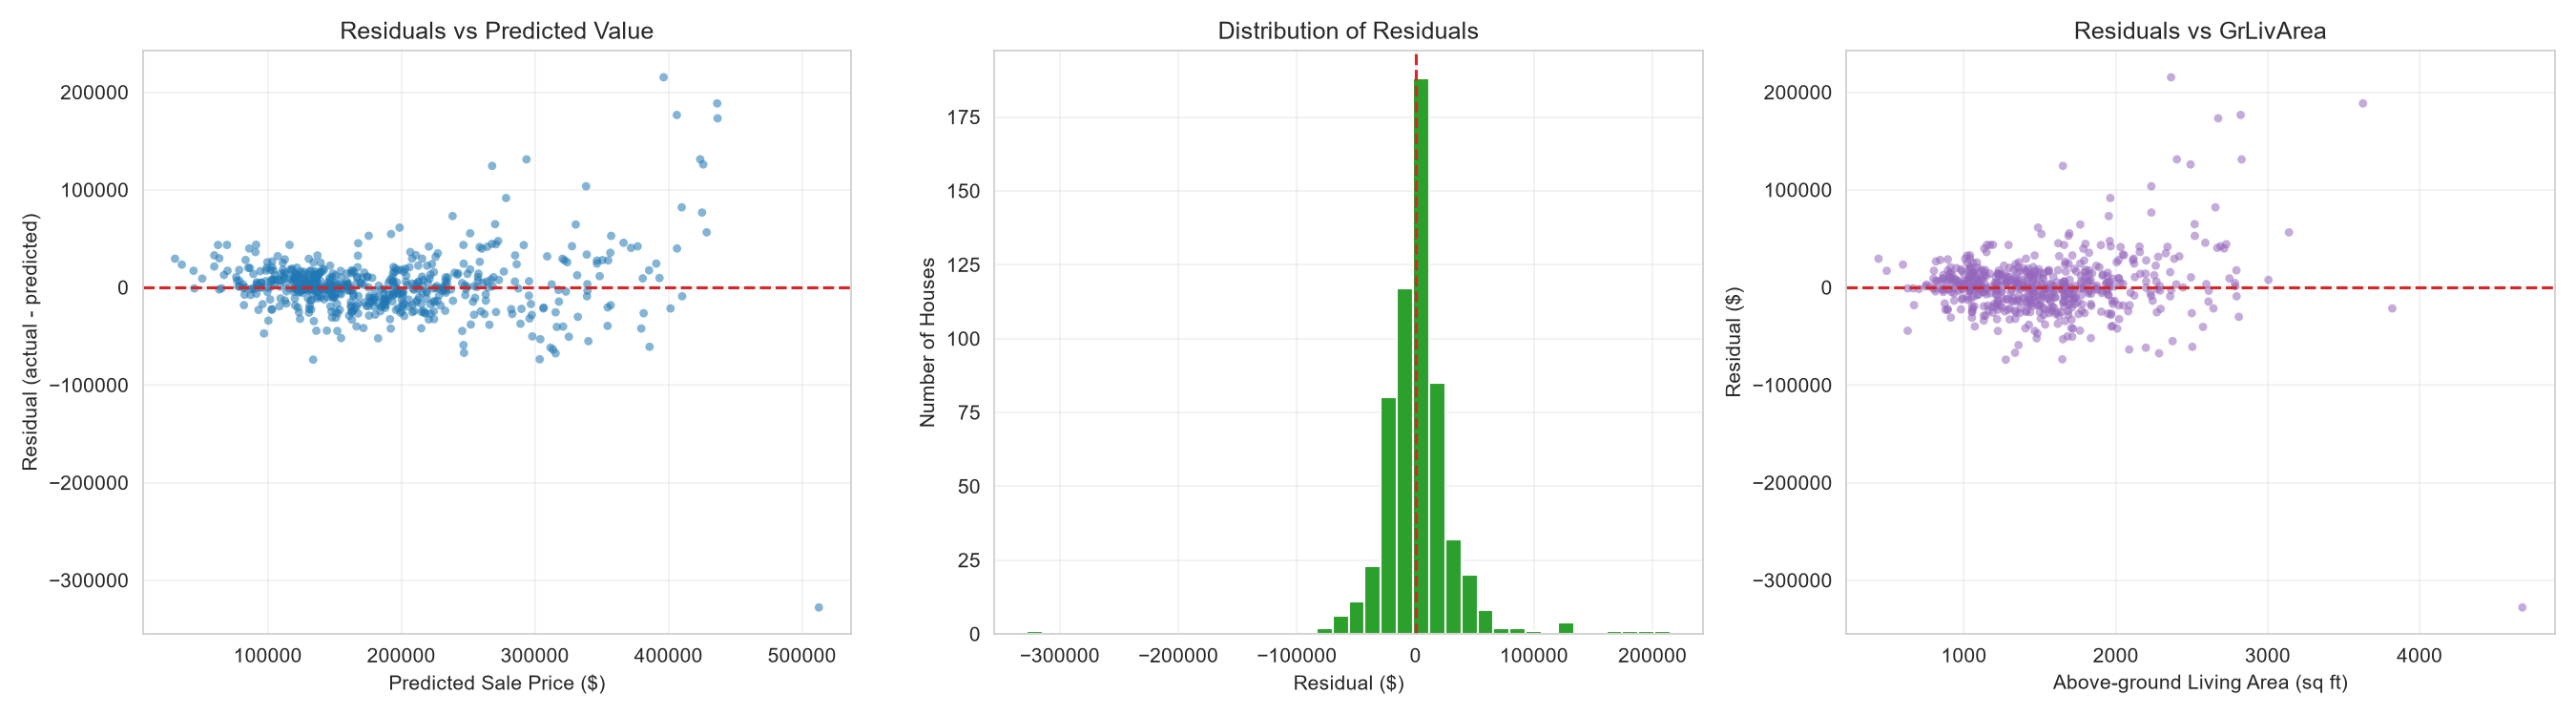 Residuals vs Predicted Value
Residual (actual - predicted)
200000
100000
0
−100000
−200000
−300000
100000 200000 300000 400000 500000
Predicted Sale Price ($)
Distribution of Residuals
Number of Houses
175
150
125
100
75
50
25
0
−300000 −200000 −100000 0 100000 200000
Residual ($)
Residuals vs GrLivArea
Residual ($)
200000
100000
0
−100000
−200000
−300000
1000 2000 3000 4000
Above-ground Living Area (sq ft)